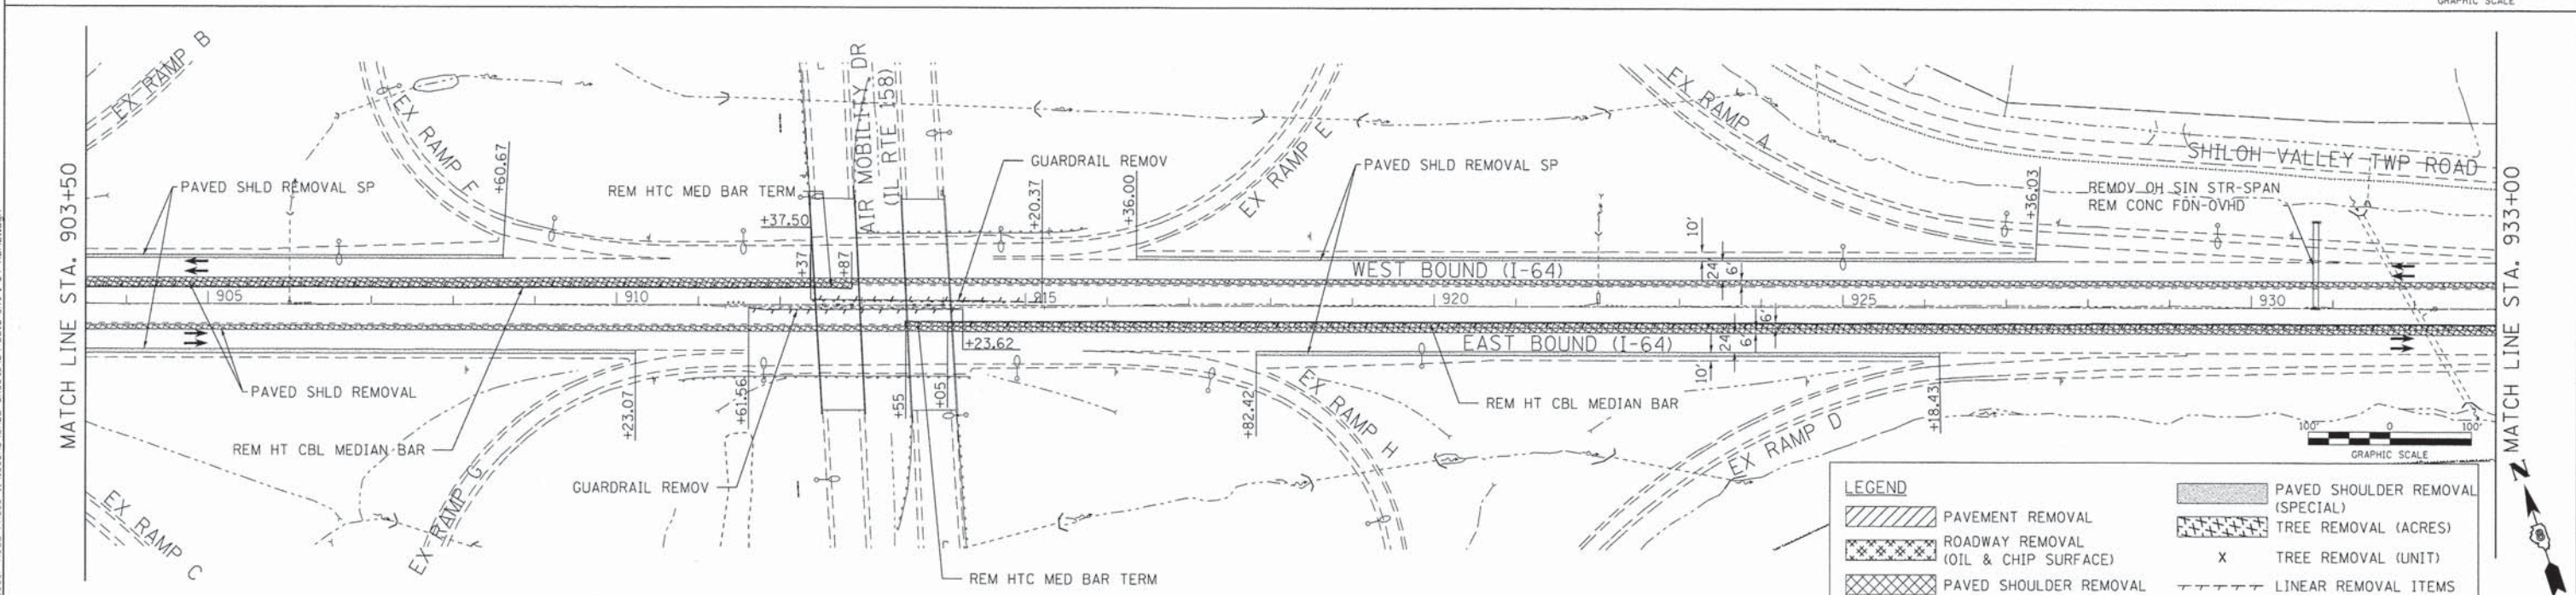 GRAPHIC SCALE
MATCH LINE STA. 903+50
EX RAMP B
PAVED SHLD REMOVAL SP
EX RAMP F
+60.67
REM HTC MED BAR TERM
+37.50
AIR MOBILITY DR
(IL RTE 158)
GUARDRAIL REMOV
+20.37
+36.00
EX RAMP E
PAVED SHLD REMOVAL SP
EX RAMP A
SHILOH VALLEY TWP ROAD
+36.03
REMOV OH SIN STR-SPAN
REM CONC FDN-OVHD
MATCH LINE STA. 933+00
+37
+87
10'
WEST BOUND (I-64)
24'
6'
905
910
915
920
925
930
6'
EAST BOUND (I-64)
24'
6'
10'
+23.62
PAVED SHLD REMOVAL
REM HT CBL MEDIAN BAR
+23.07
+61.56
+55
+05
+82.42
REM HT CBL MEDIAN BAR
+18.43
EX RAMP C
EX RAMP G
GUARDRAIL REMOV
REM HTC MED BAR TERM
EX RAMP H
EX RAMP D
100'
0
100'
GRAPHIC SCALE
N
LEGEND
PAVEMENT REMOVAL
ROADWAY REMOVAL
(OIL & CHIP SURFACE)
PAVED SHOULDER REMOVAL
PAVED SHOULDER REMOVAL
(SPECIAL)
TREE REMOVAL (ACRES)
X TREE REMOVAL (UNIT)
LINEAR REMOVAL ITEMS